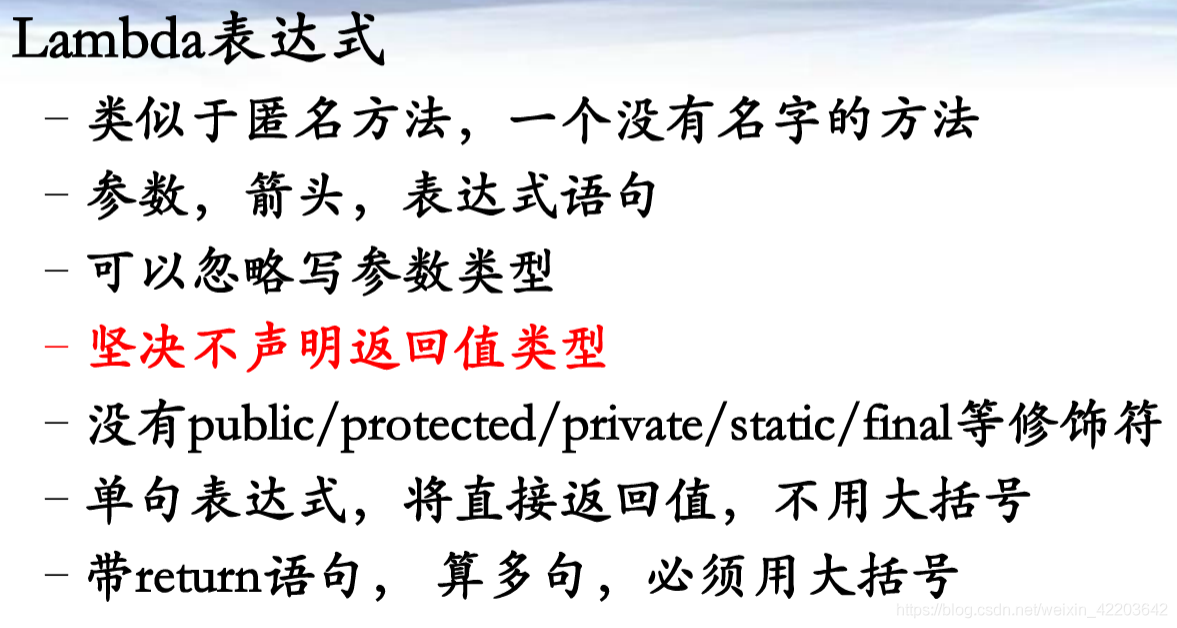 Lambda表达式
– 类似于匿名方法，一个没有名字的方法
– 参数，箭头，表达式语句
– 可以忽略写参数类型
– 坚决不声明返回值类型
– 没有public/protected/private/static/final等修饰符
– 单句表达式，将直接返回值，不用大括号
– 带return语句， 算多句，必须用大括号
https://blog.csdn.net/weixin_42203642